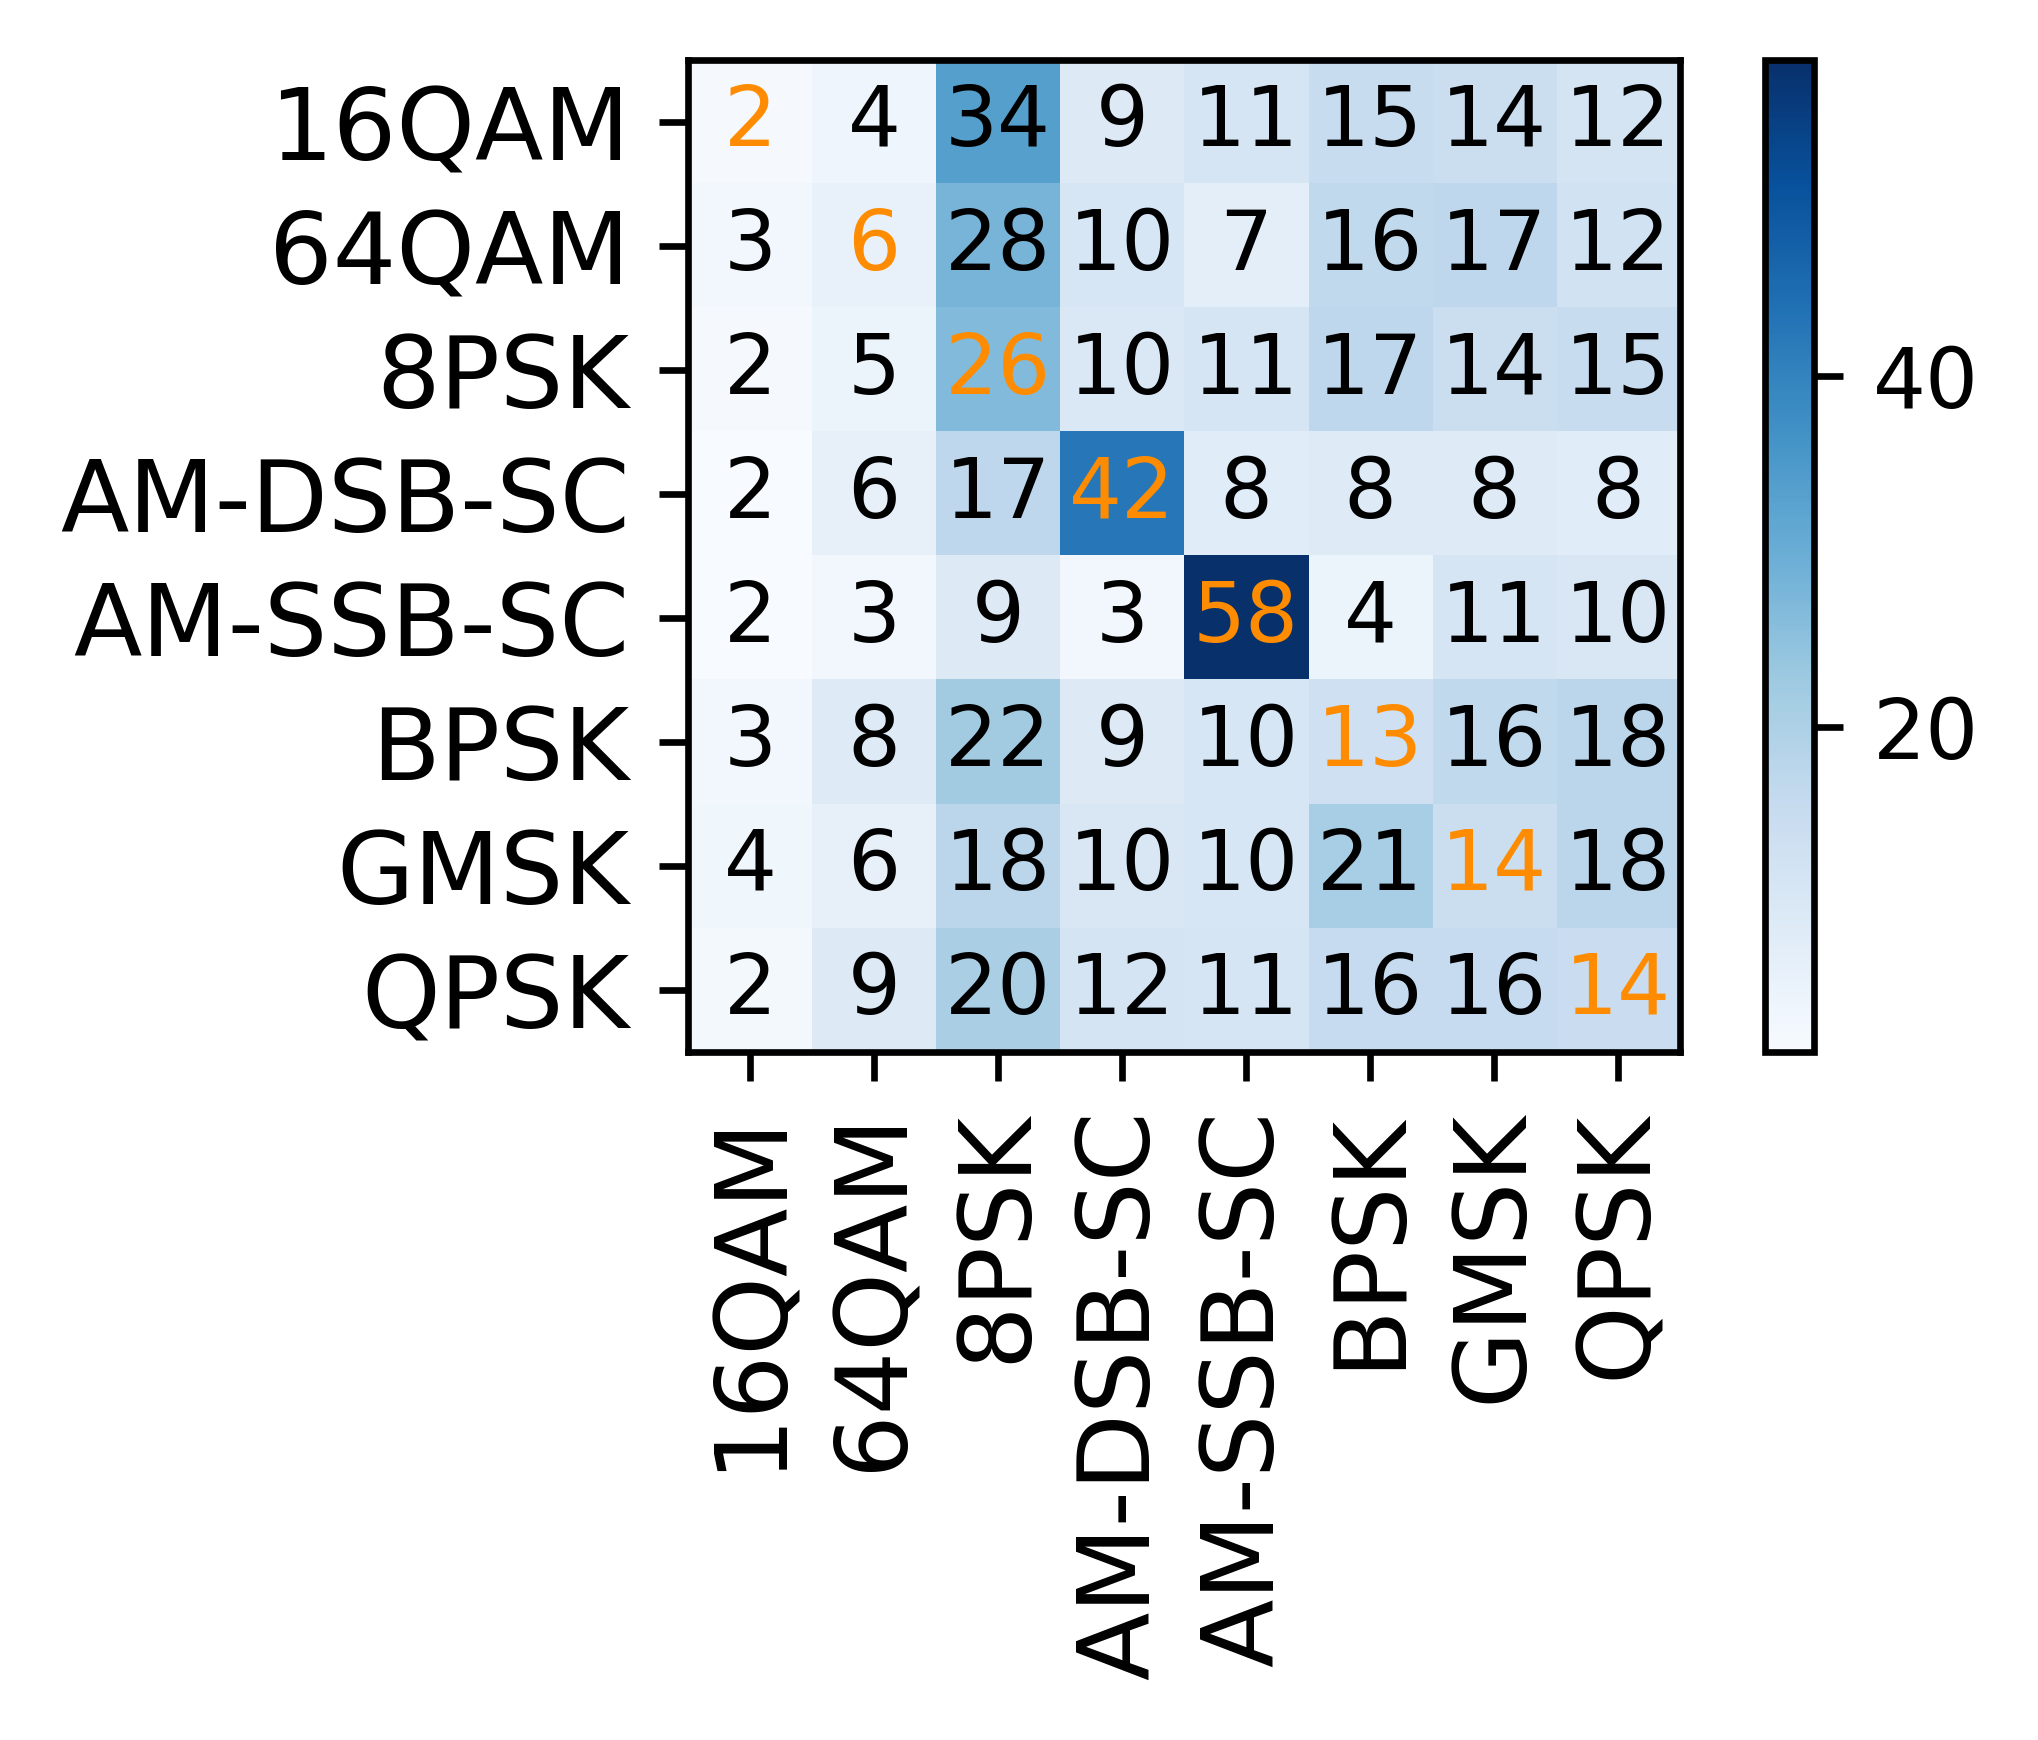 16QAM 2 4 34 9 11 15 14 12
64QAM 3 6 28 10 7 16 17 12
8PSK 2 5 26 10 11 17 14 15
AM-DSB-SC 2 6 17 42 8 8 8 8
AM-SSB-SC 2 3 9 3 58 4 11 10
BPSK 3 8 22 9 10 13 16 18
GMSK 4 6 18 10 10 21 14 18
QPSK 2 9 20 12 11 16 16 14
16QAM
64QAM
8PSK
AM-DSB-SC
AM-SSB-SC
BPSK
GMSK
QPSK
40
20